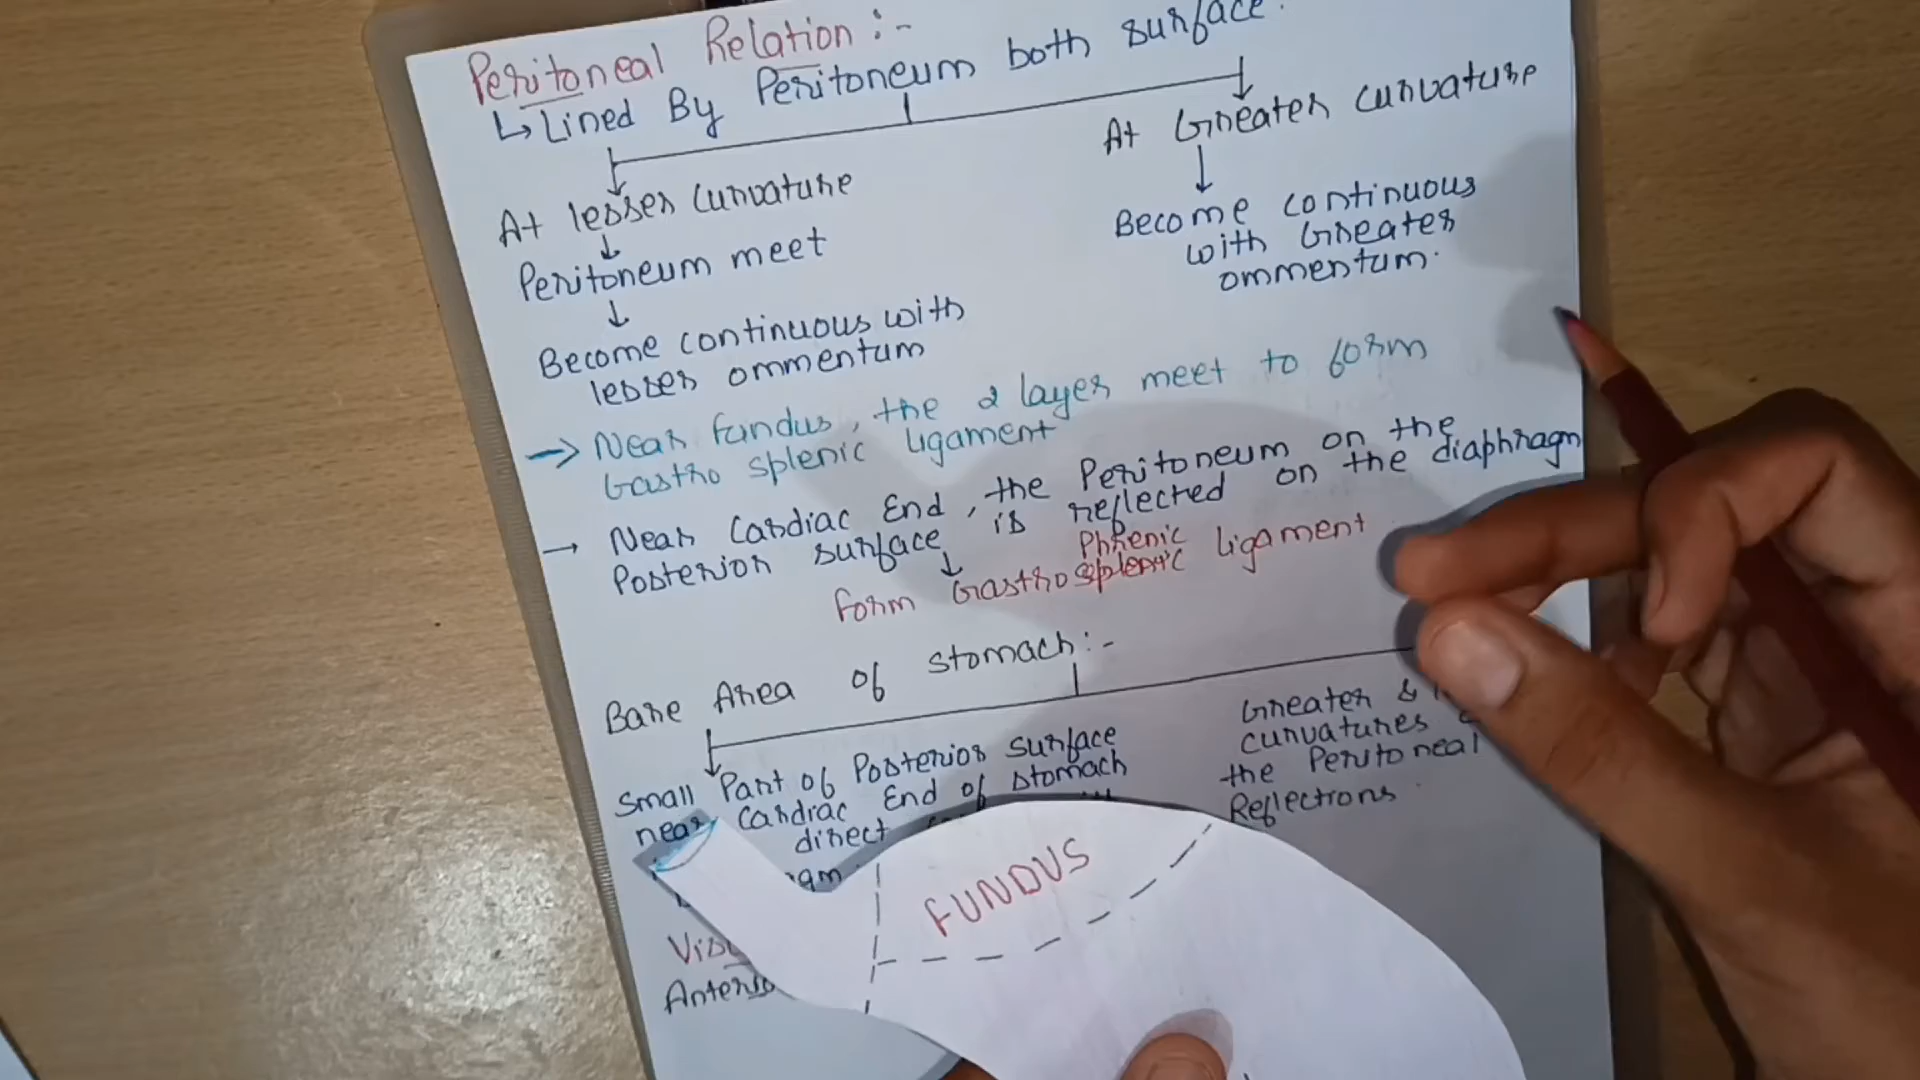 Peritoneal Relation :-
↳ Lined By Peritoneum both surface.
At lesser curvature
Peritoneum meet
Become continuous with
lesser ommentum
At Greater curvature
Become continuous
with Greater
ommentum.
→ Near fundus, the 2 layer meet to form
Gastro splenic ligament
→ Near Cardiac End, the Peritoneum on the
Posterior surface is reflected on the diaphragm
Phrenic
form Gastro splenic ligament
Bare Area of stomach :-
Small Part of Posterior surface
near Cardiac End of stomach
direct
Greater &
curvatures
the Peritoneal
Reflections.
FUNDUS